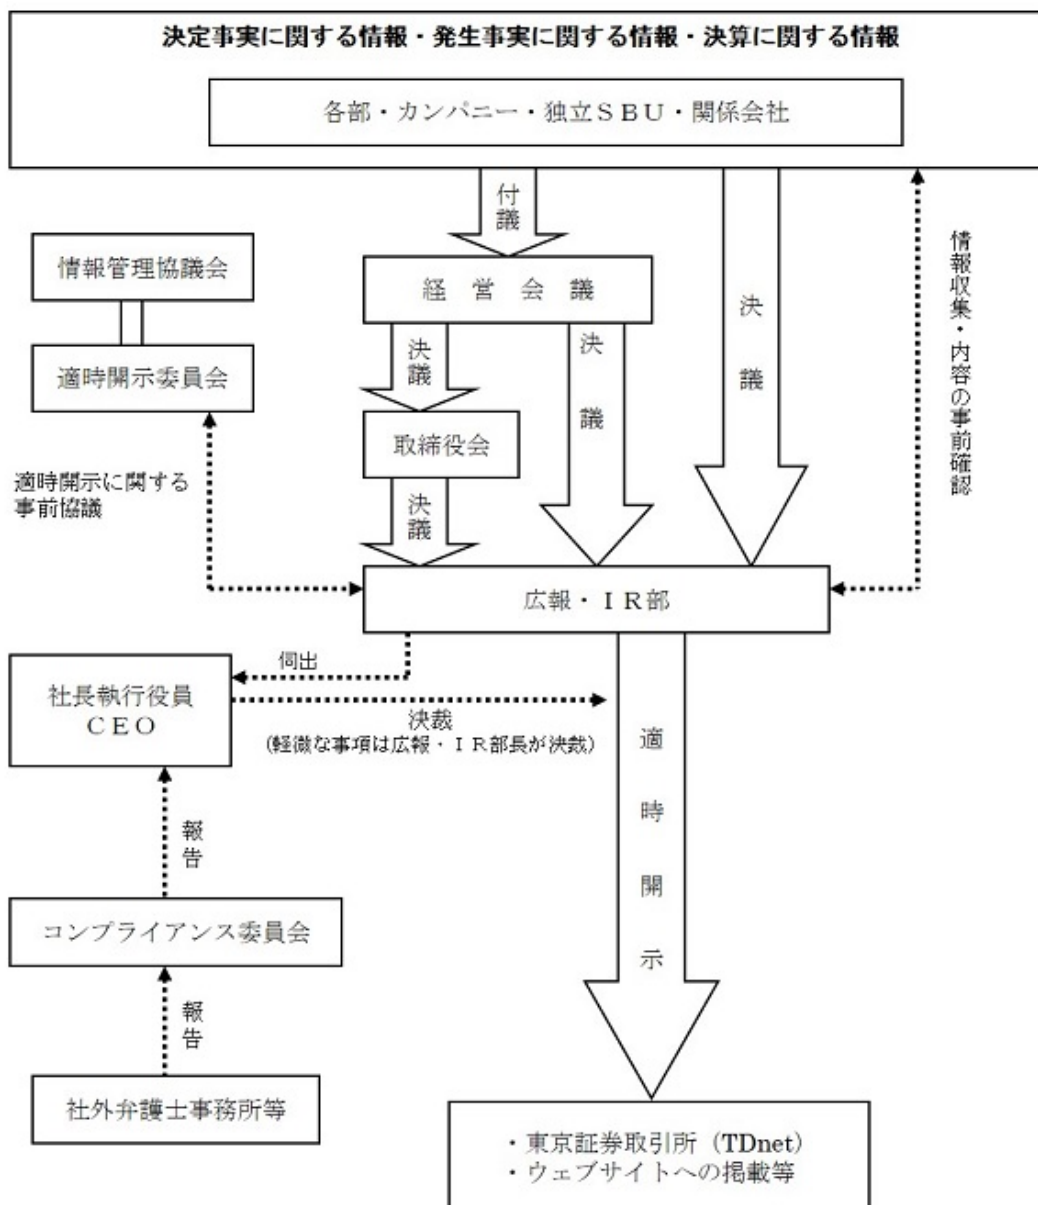 決定事実に関する情報・発生事実に関する情報・決算に関する情報
各部・カンパニー・独立ＳＢＵ・関係会社
付議
情報管理協議会
経 営 会 議
情報収集・内容の事前確認
決議
決議
決議
適時開示委員会
取締役会
適時開示に関する
事前協議
決議
広報・ＩＲ部
伺出
社長執行役員
ＣＥＯ
決裁
(軽微な事項は広報・ＩＲ部長が決裁)
適時開示
報告
コンプライアンス委員会
報告
社外弁護士事務所等
・東京証券取引所（TDnet）
・ウェブサイトへの掲載等